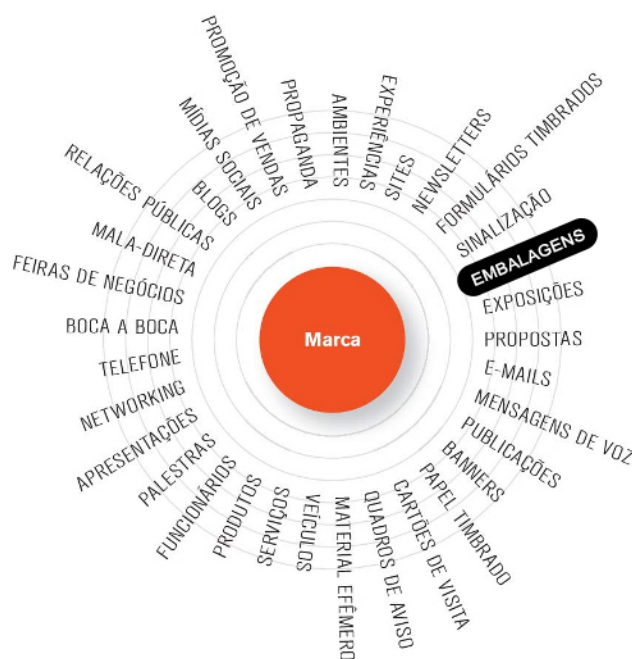 Marca
AMBIENTES
EXPERIÊNCIAS
SITES
NEWSLETTERS
FORMULÁRIOS TIMBRADOS
SINALIZAÇÃO
EMBALAGENS
EXPOSIÇÕES
PROPOSTAS
E-MAILS
MENSAGENS DE VOZ
PUBLICAÇÕES
BANNERS
PAPEL TIMBRADO
CARTÕES DE VISITA
QUADROS DE AVISO
MATERIAL EFÊMERO
VEÍCULOS
SERVIÇOS
PRODUTOS
FUNCIONÁRIOS
PALESTRAS
APRESENTAÇÕES
NETWORKING
TELEFONE
BOCA A BOCA
FEIRAS DE NEGÓCIOS
MALA-DIRETA
RELAÇÕES PÚBLICAS
BLOGS
MÍDIAS SOCIAIS
PROMOÇÃO DE VENDAS
PROPAGANDA